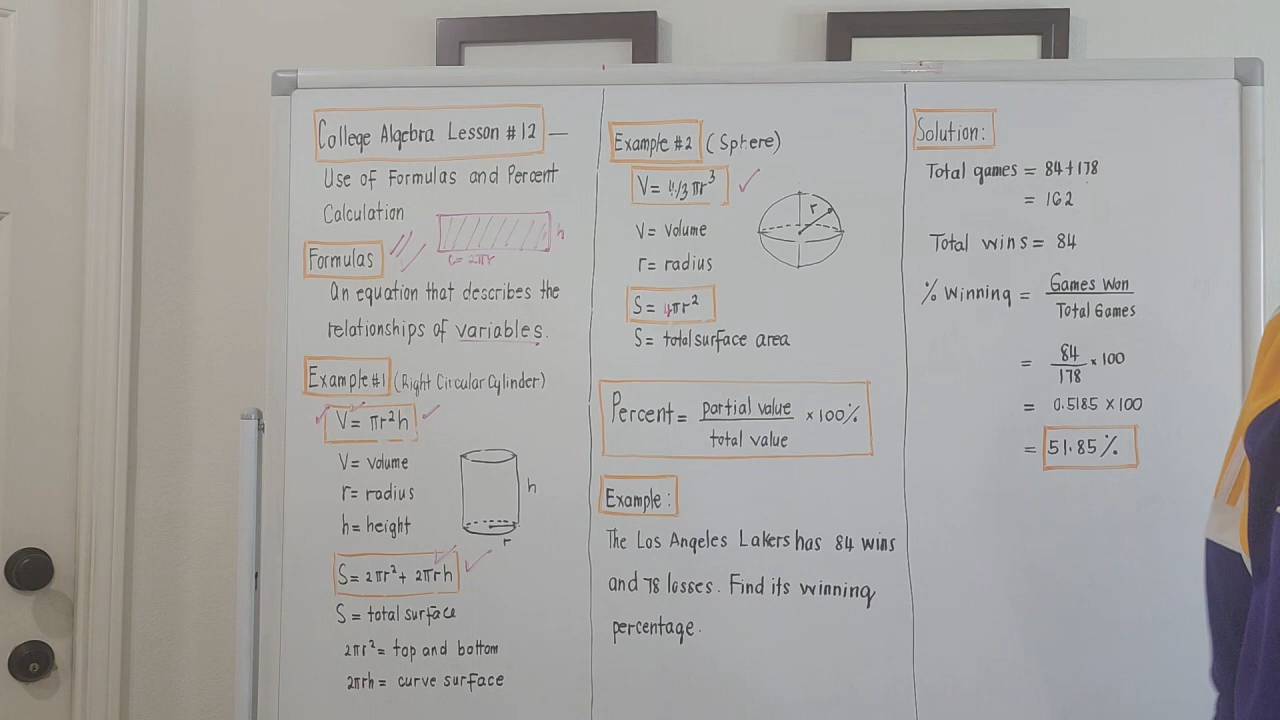 College Algebra Lesson #12 —
Use of Formulas and Percent
Calculation
h
C = 2πr
Formulas
An equation that describes the
relationships of variables.
Example #1 (Right Circular Cylinder)
V = πr²h
V = volume
r = radius
h = height
h
r
S = 2πr² + 2πrh
S = total surface
2πr² = top and bottom
2πrh = curve surface
Example #2 (Sphere)
V = 4/3 πr³
r
V = volume
r = radius
S = 4πr²
S = total surface area
Percent = partial value / total value × 100%
Example:
The Los Angeles Lakers has 84 wins
and 78 losses. Find its winning
percentage.
Solution:
Total games = 84+178
= 162
Total wins = 84
% Winning = Games Won / Total Games
= 84/178 × 100
= 0.5185 × 100
= 51.85%